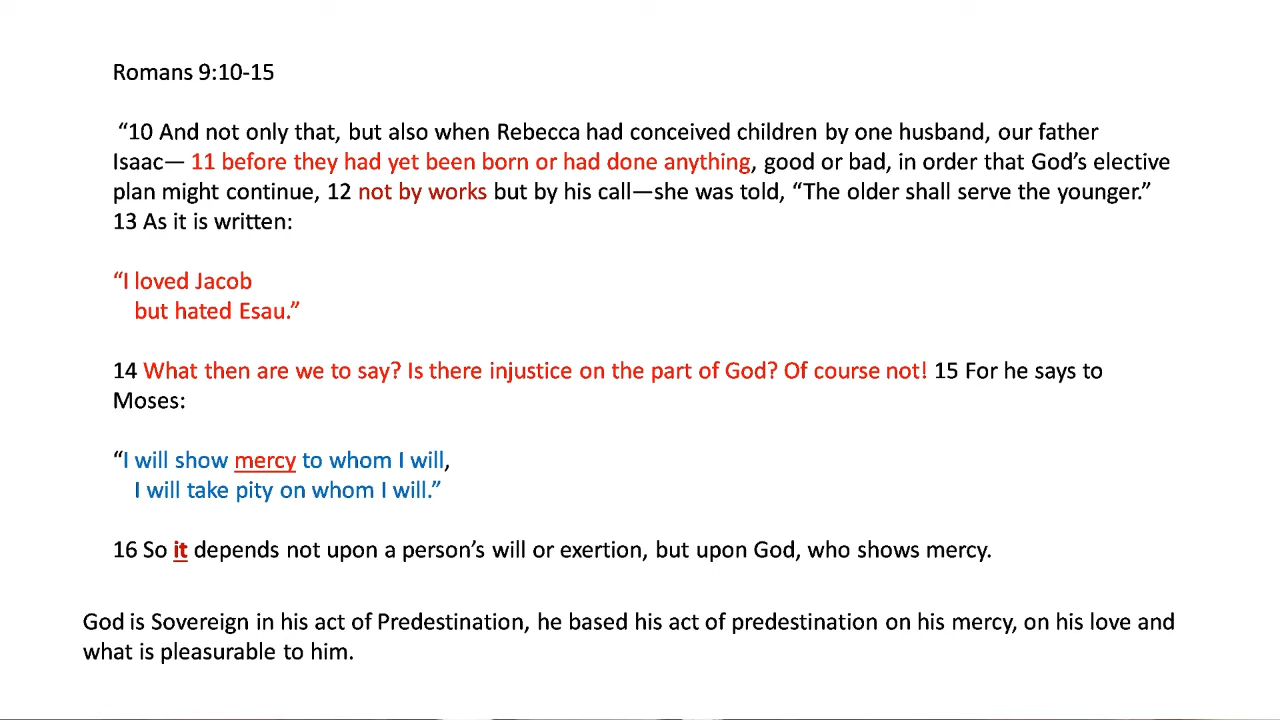 Romans 9:10-15
“10 And not only that, but also when Rebecca had conceived children by one husband, our father
Isaac— 11 before they had yet been born or had done anything, good or bad, in order that God’s elective
plan might continue, 12 not by works but by his call—she was told, “The older shall serve the younger.”
13 As it is written:
“I loved Jacob
but hated Esau.”
14 What then are we to say? Is there injustice on the part of God? Of course not! 15 For he says to
Moses:
“I will show mercy to whom I will,
I will take pity on whom I will.”
16 So it depends not upon a person’s will or exertion, but upon God, who shows mercy.
God is Sovereign in his act of Predestination, he based his act of predestination on his mercy, on his love and
what is pleasurable to him.